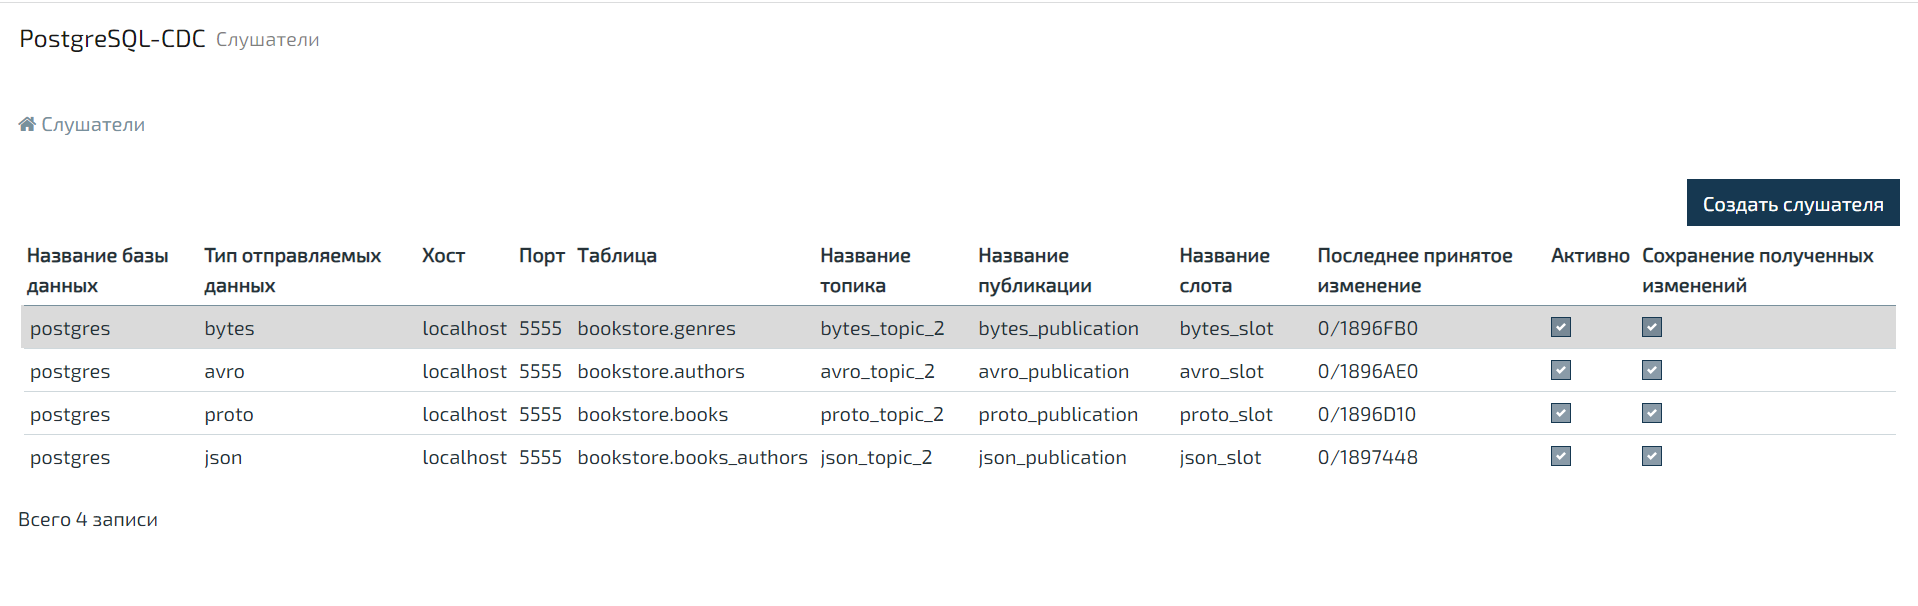 PostgreSQL-CDC Слушатели
Слушатели
Создать слушателя
Название базы данных Тип отправляемых данных Хост Порт Таблица Название топика Название публикации Название слота Последнее принятое изменение Активно Сохранение полученных изменений
postgres bytes localhost 5555 bookstore.genres bytes_topic_2 bytes_publication bytes_slot 0/1896FB0
postgres avro localhost 5555 bookstore.authors avro_topic_2 avro_publication avro_slot 0/1896AE0
postgres proto localhost 5555 bookstore.books proto_topic_2 proto_publication proto_slot 0/1896D10
postgres json localhost 5555 bookstore.books_authors json_topic_2 json_publication json_slot 0/1897448
Всего 4 записи